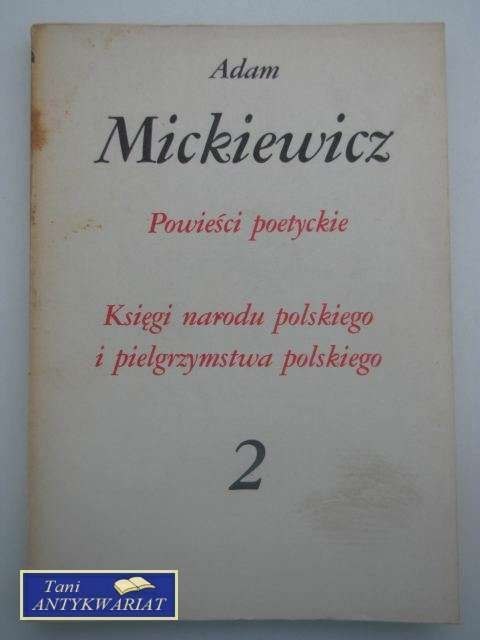 Adam
Mickiewicz
Powieści poetyckie
Księgi narodu polskiego
i pielgrzymstwa polskiego
2
Tani
ANTYKWARIAT